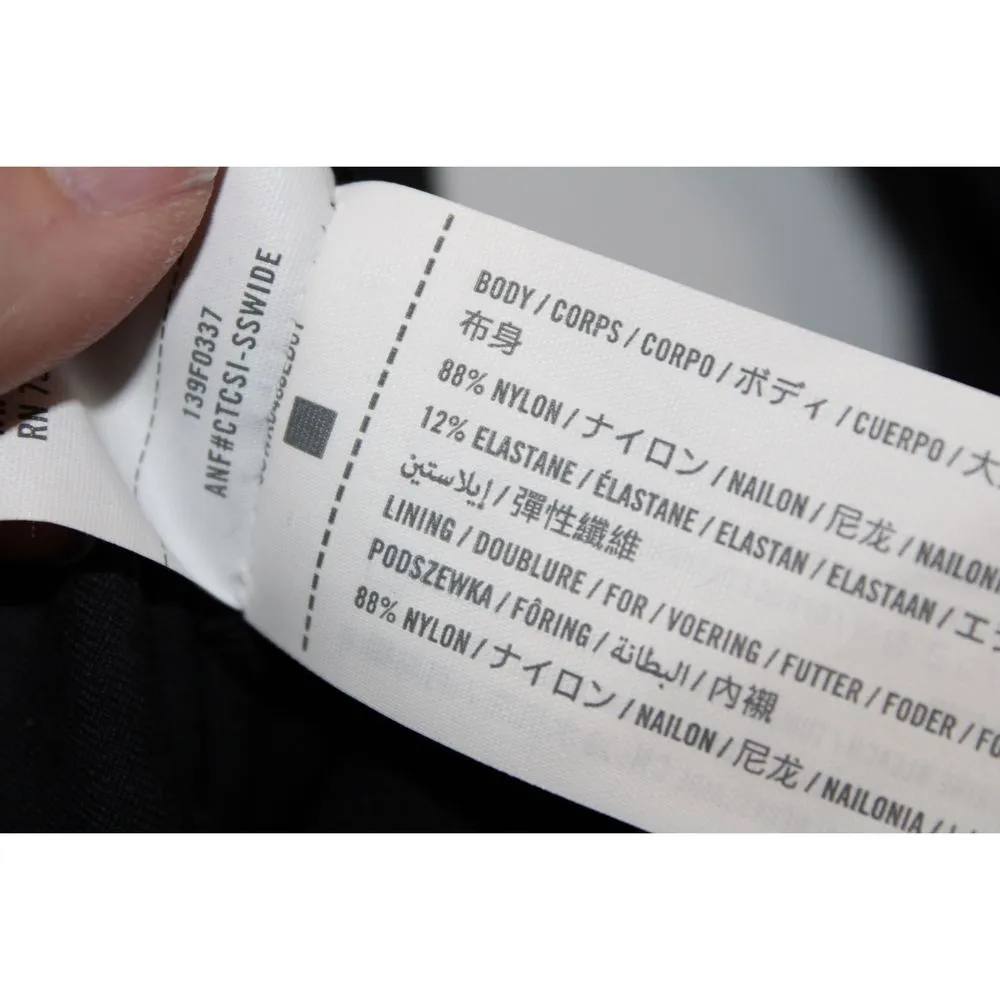 RN 7
139F0337
ANF#CTCSI-SSWIDE
BODY / CORPS / CORPO / ボディ / CUERPO / 大
布身
88% NYLON / ナイロン / NAILON / 尼龙 / NAILON
12% ELASTANE / ÉLASTANE / ELASTAN / ELASTAAN / エ
إيلاستين / 彈性纖維
LINING / DOUBLURE / FOR / VOERING / FUTTER / FODER / FO
PODSZEWKA / FÔRING / البطانة / 內襯
88% NYLON / ナイロン / NAILON / 尼龙 / NAILONIA /